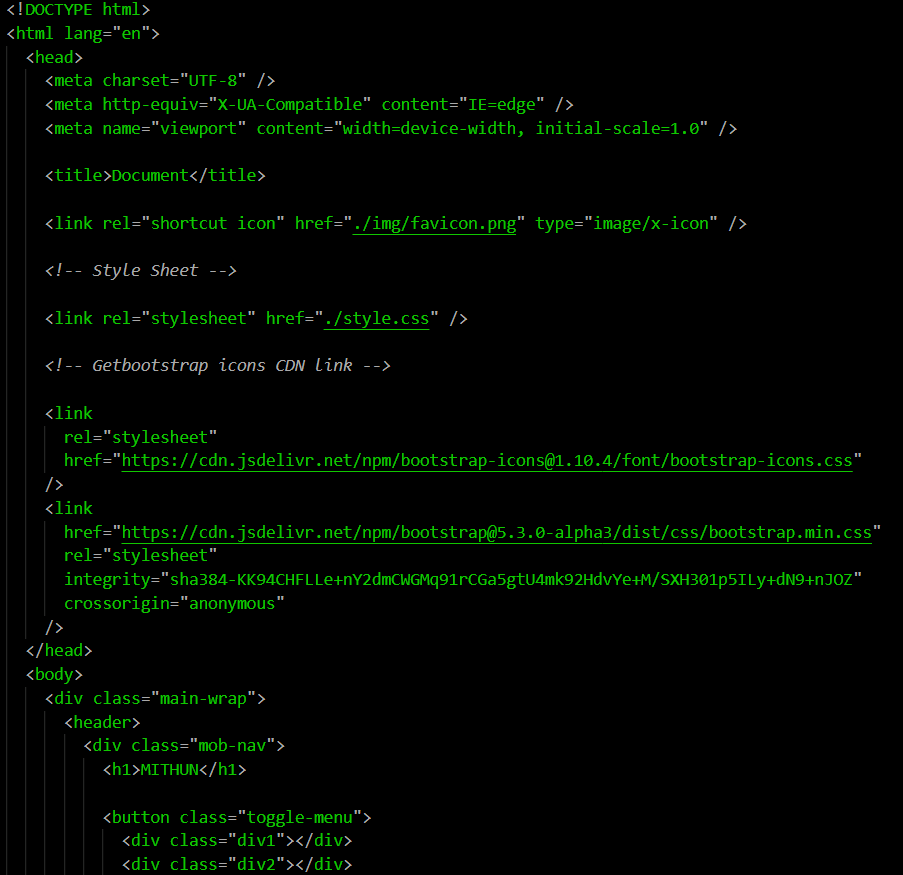 <!DOCTYPE html>
<html lang="en">
<head>
<meta charset="UTF-8" />
<meta http-equiv="X-UA-Compatible" content="IE=edge" />
<meta name="viewport" content="width=device-width, initial-scale=1.0" />
<title>Document</title>
<link rel="shortcut icon" href="./img/favicon.png" type="image/x-icon" />
<!-- Style Sheet -->
<link rel="stylesheet" href="./style.css" />
<!-- Getbootstrap icons CDN link -->
<link
rel="stylesheet"
href="https://cdn.jsdelivr.net/npm/bootstrap-icons@1.10.4/font/bootstrap-icons.css"
/>
<link
href="https://cdn.jsdelivr.net/npm/bootstrap@5.3.0-alpha3/dist/css/bootstrap.min.css"
rel="stylesheet"
integrity="sha384-KK94CHFLLe+nY2dmCWGMq91rCGa5gtU4mk92HdvYe+M/SXH301p5ILy+dN9+nJOZ"
crossorigin="anonymous"
/>
</head>
<body>
<div class="main-wrap">
<header>
<div class="mob-nav">
<h1>MITHUN</h1>
<button class="toggle-menu">
<div class="div1"></div>
<div class="div2"></div>